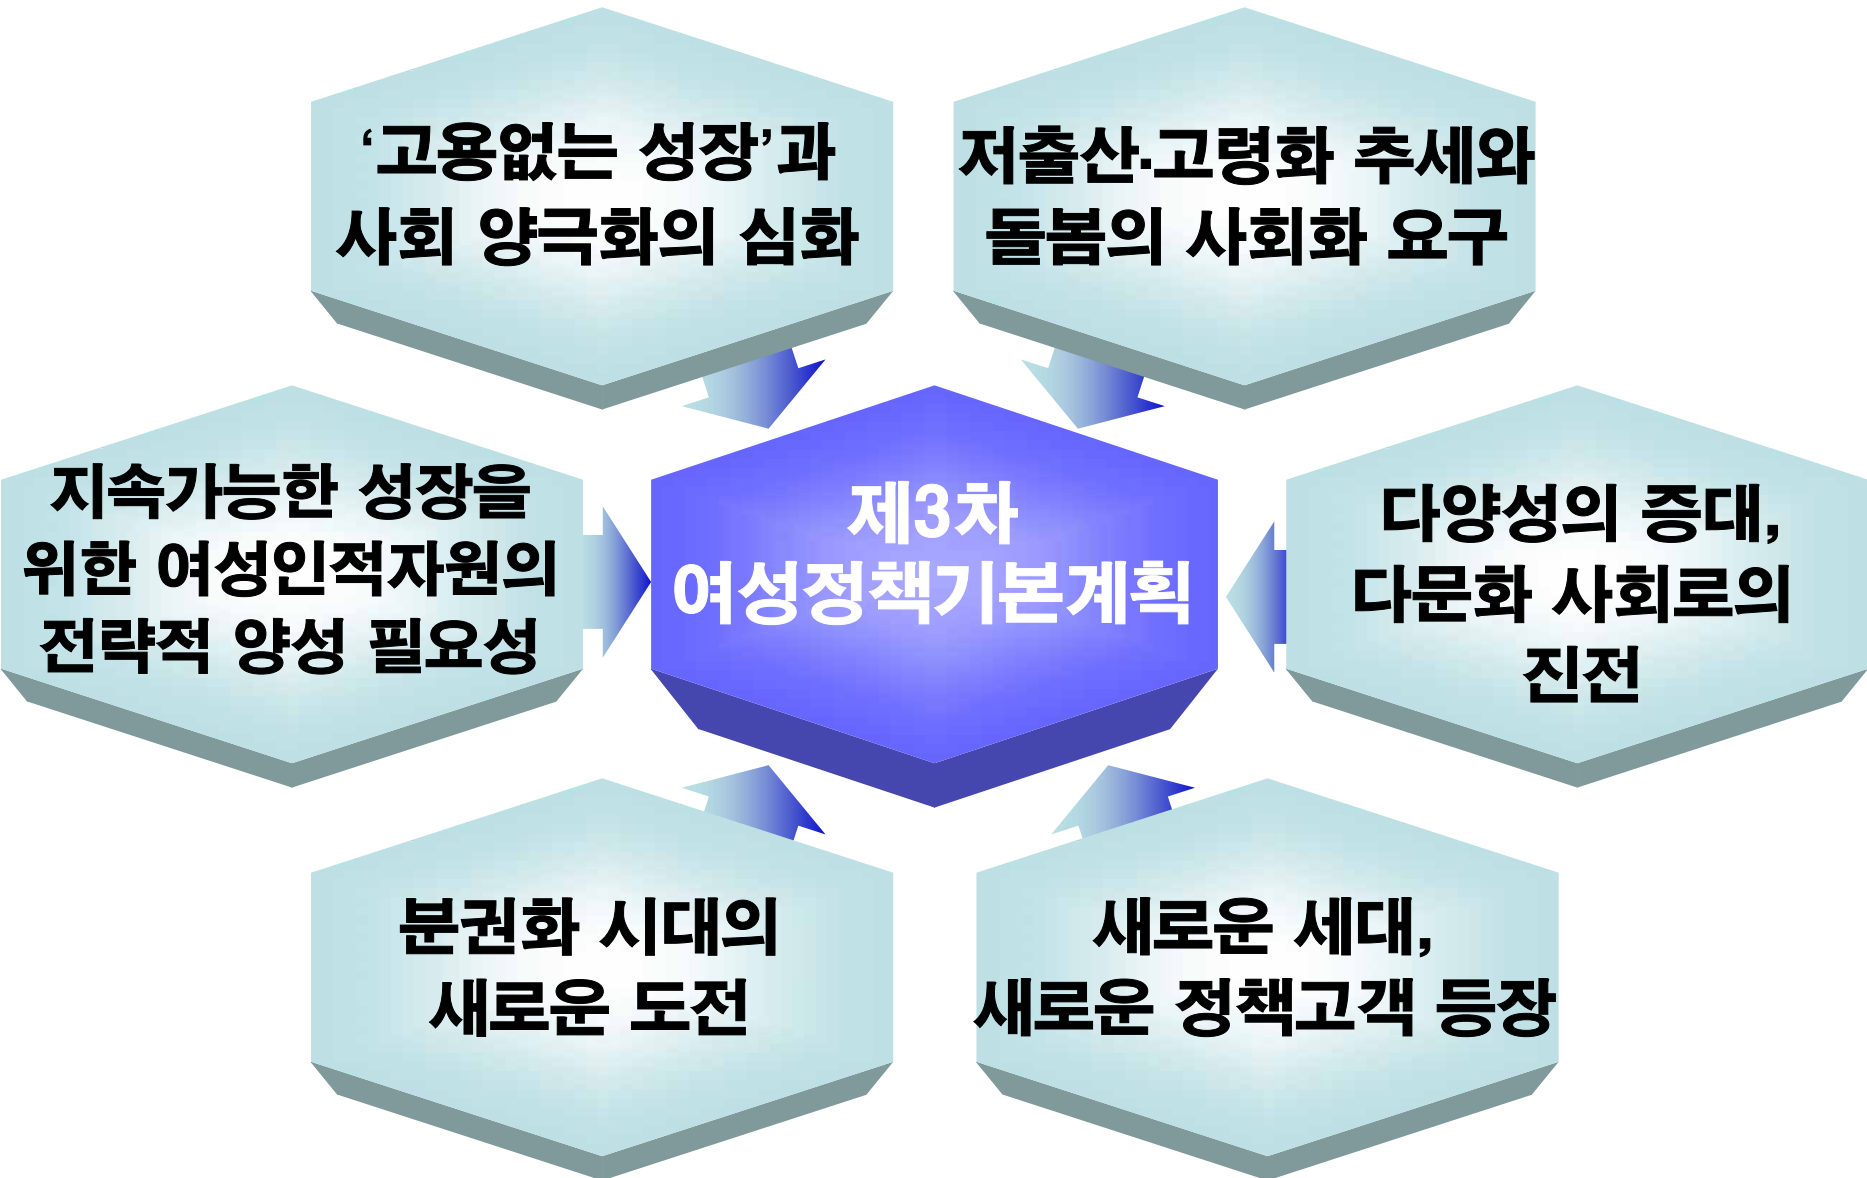 ‘고용없는 성장’과
사회 양극화의 심화
저출산·고령화 추세와
돌봄의 사회화 요구
지속가능한 성장을
위한 여성인적자원의
전략적 양성 필요성
제3차
여성정책기본계획
다양성의 증대,
다문화 사회로의
진전
분권화 시대의
새로운 도전
새로운 세대,
새로운 정책고객 등장